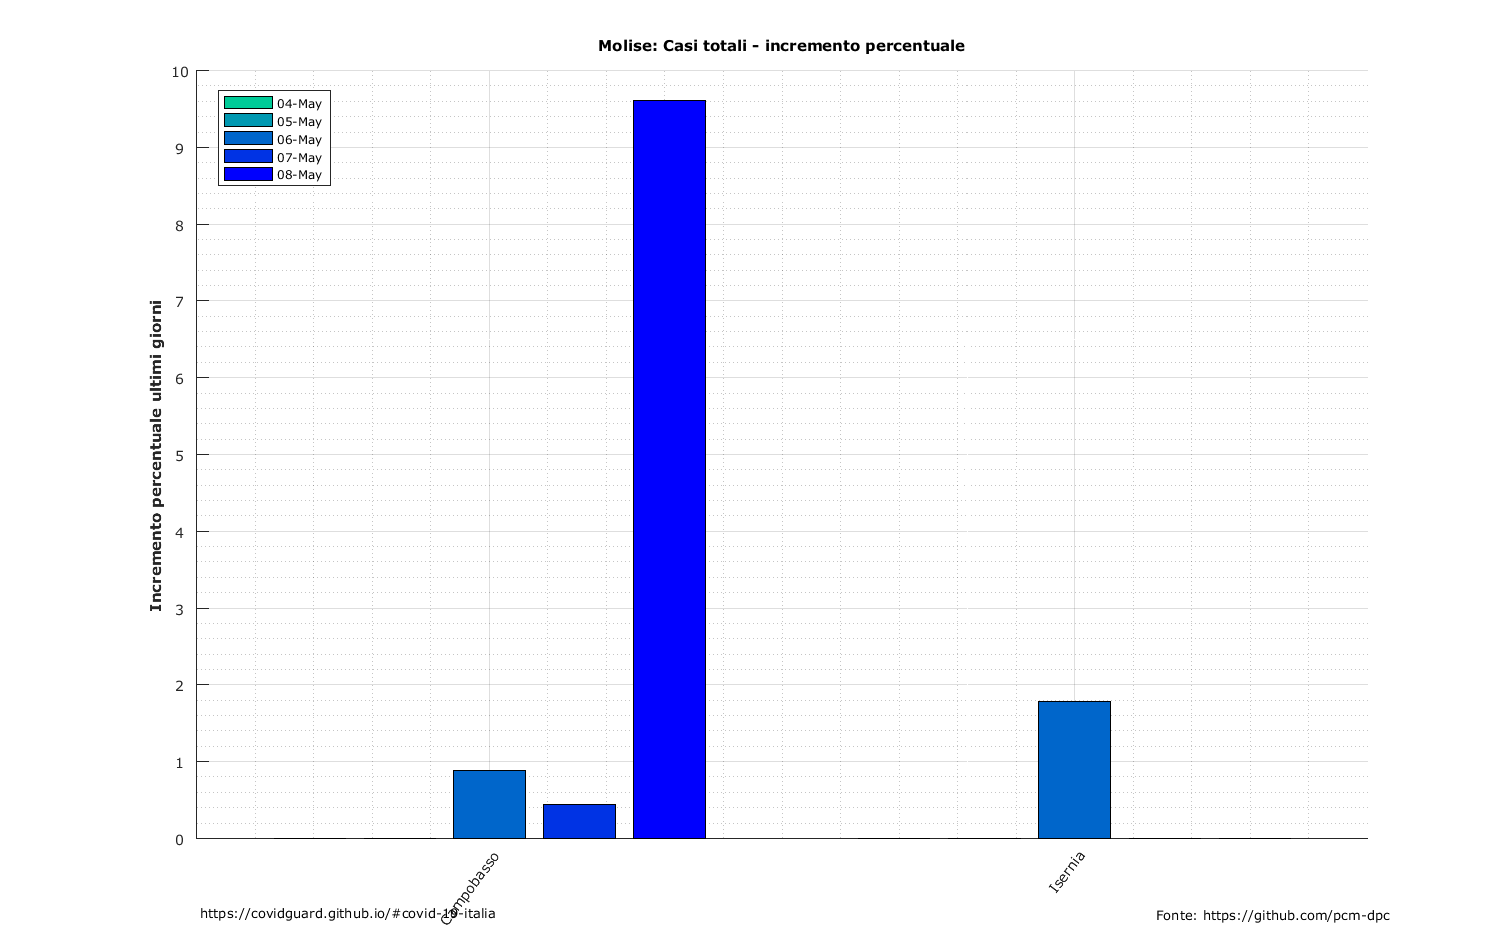 Molise: Casi totali - incremento percentuale
10
9
8
7
6
5
4
3
2
1
0
04-May
05-May
06-May
07-May
08-May
Incremento percentuale ultimi giorni
Campobasso
Isernia
https://covidguard.github.io/#covid-19-italia
Fonte: https://github.com/pcm-dpc